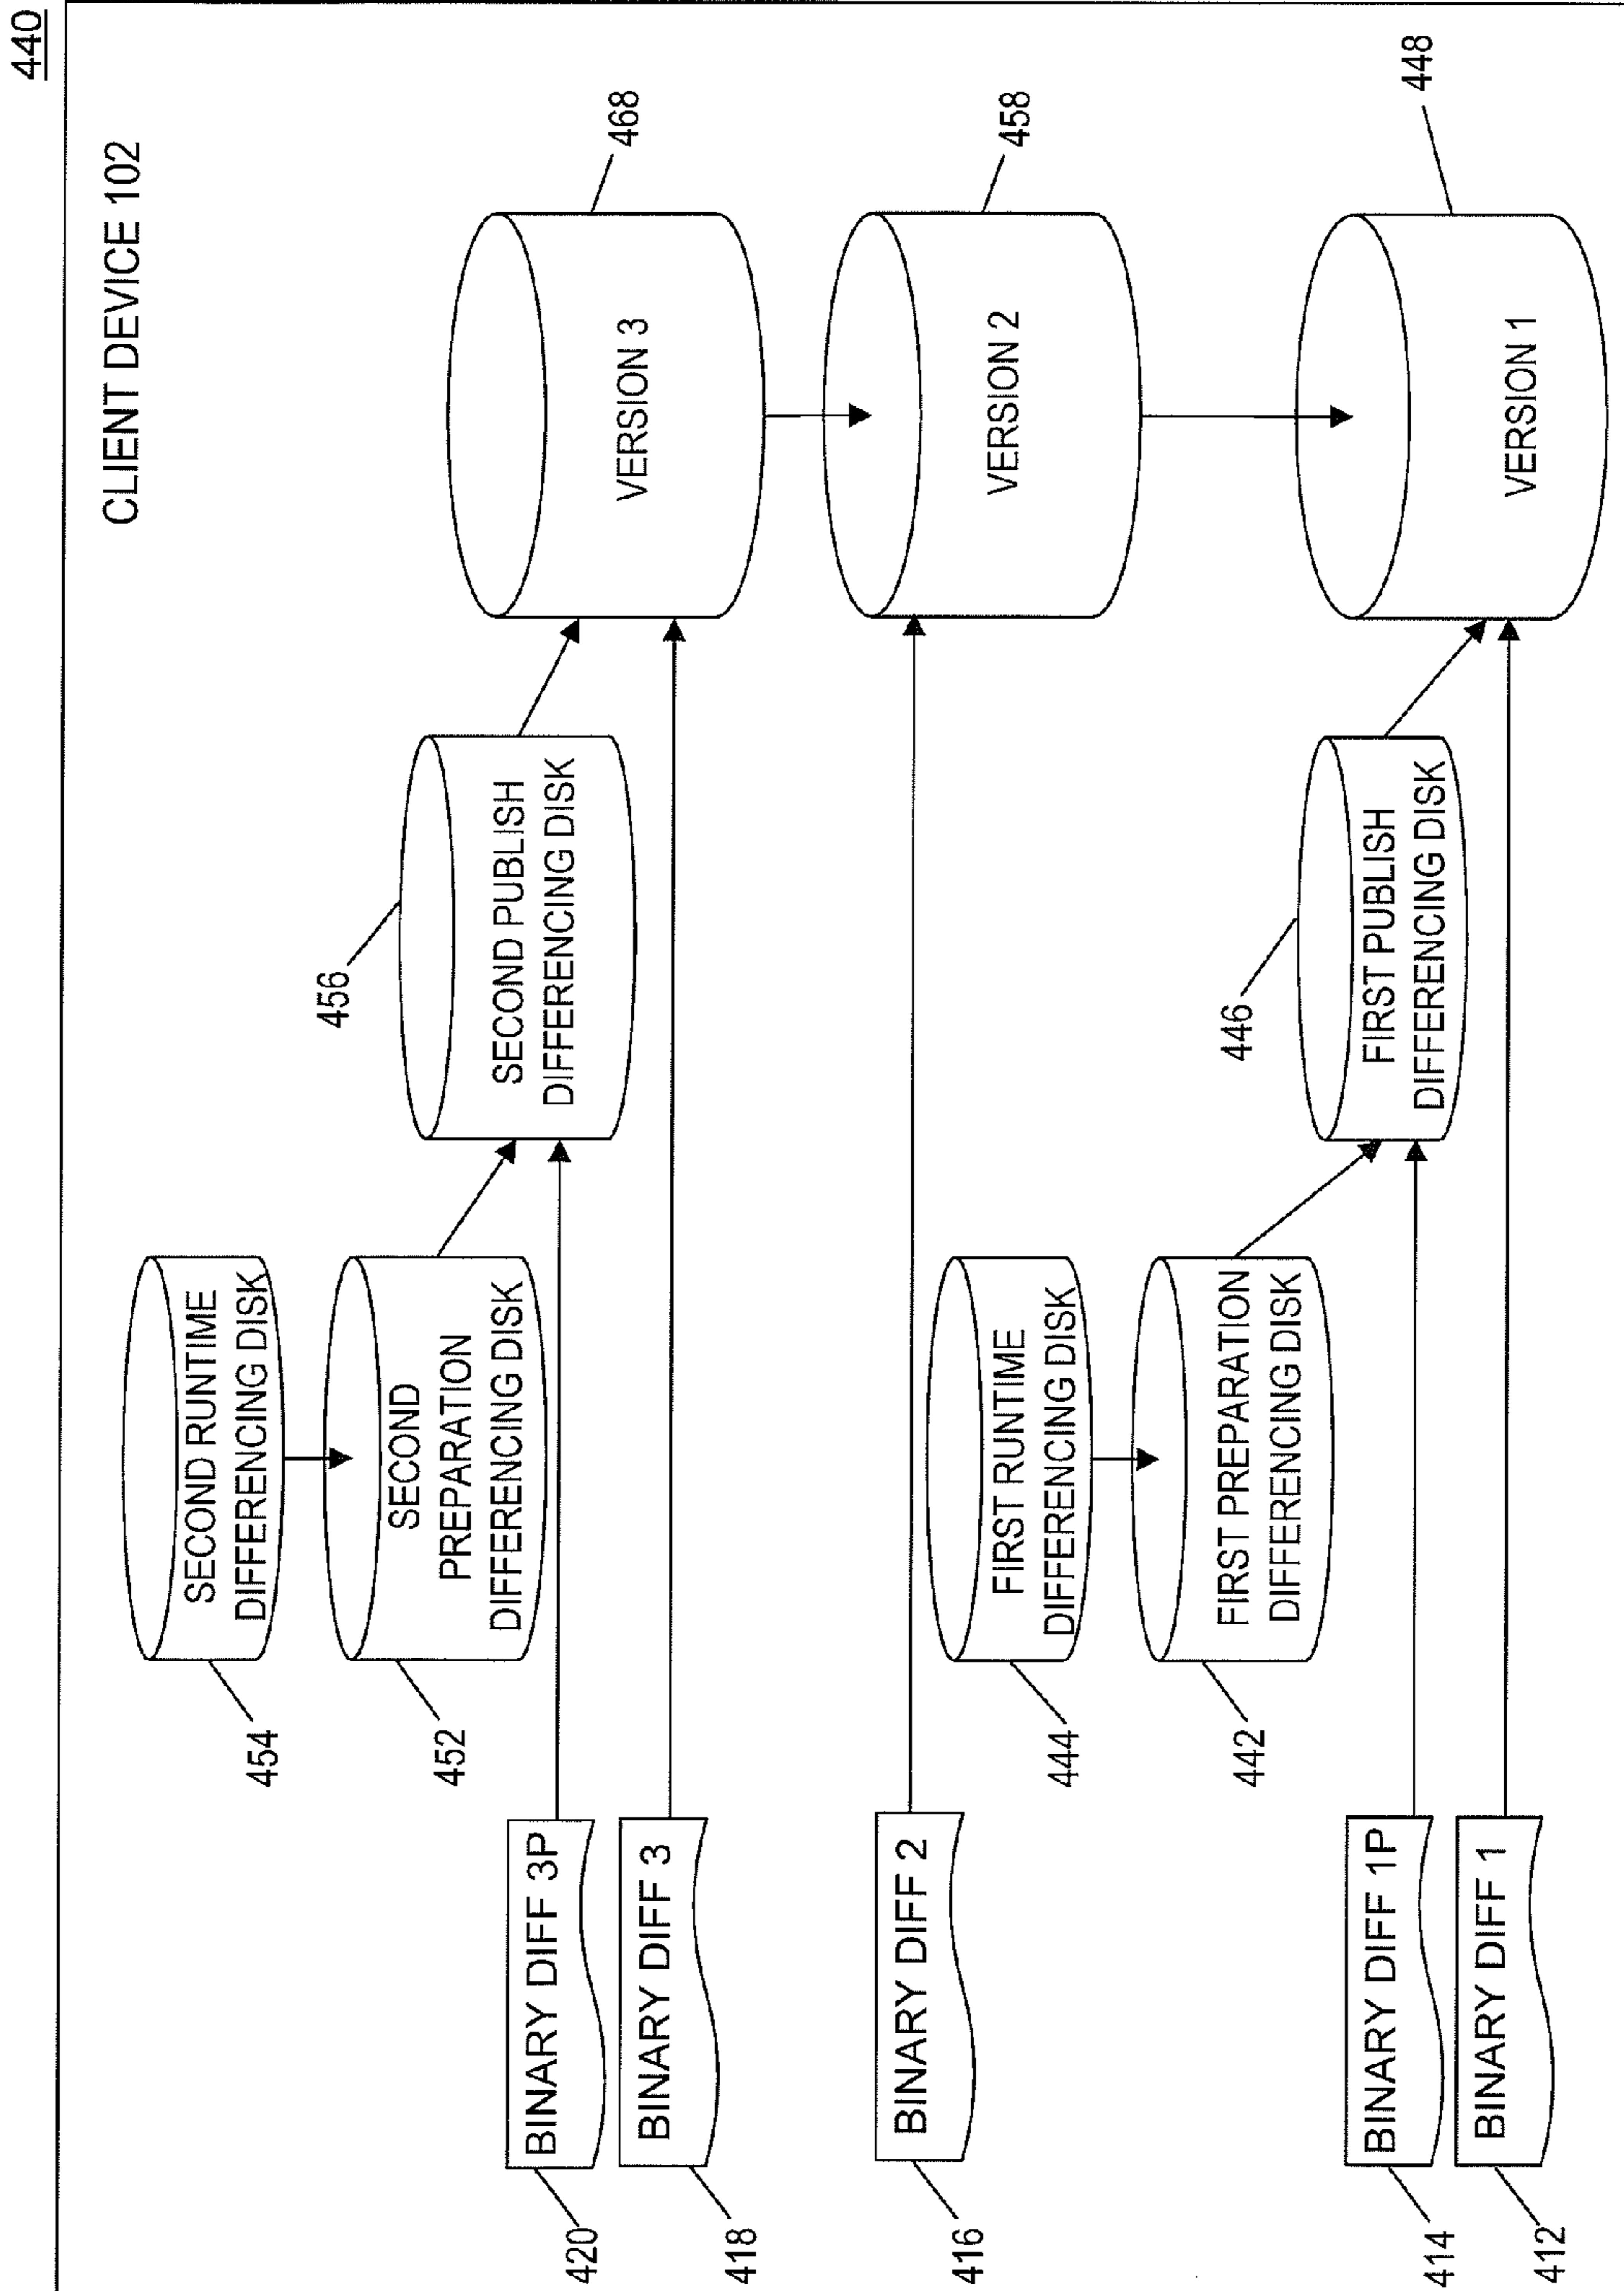 440
CLIENT DEVICE 102
454
SECOND RUNTIME
DIFFERENCING DISK
452
SECOND
PREPARATION
DIFFERENCING DISK
456
SECOND PUBLISH
DIFFERENCING DISK
468
VERSION 3
420
BINARY DIFF 3P
418
BINARY DIFF 3
416
BINARY DIFF 2
458
VERSION 2
444
FIRST RUNTIME
DIFFERENCING DISK
442
FIRST PREPARATION
DIFFERENCING DISK
446
FIRST PUBLISH
DIFFERENCING DISK
448
VERSION 1
414
BINARY DIFF 1P
412
BINARY DIFF 1